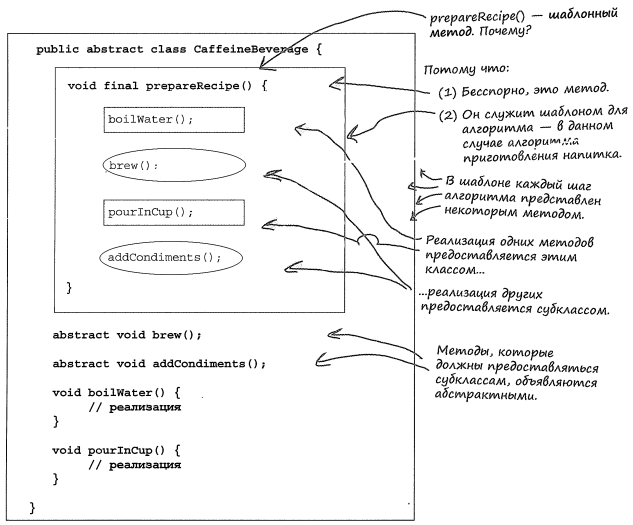 prepareRecipe() — шаблонный
метод. Почему?
public abstract class CaffeineBeverage {
void final prepareRecipe() {
boilWater();
brew();
pourInCup();
addCondiments();
}
Потому что:
(1) Бесспорно, это метод.
(2) Он служит шаблоном для
алгоритма — в данном
случае алгоритма
приготовления напитка.
В шаблоне каждый шаг
алгоритма представлен
некоторым методом.
Реализация одних методов
предоставляется этим
классом...
...реализация других
предоставляется субклассом.
abstract void brew();
abstract void addCondiments();
Методы, которые
должны предоставляться
субклассам, объявляются
абстрактными.
void boilWater() {
// реализация
}
void pourInCup() {
// реализация
}
}